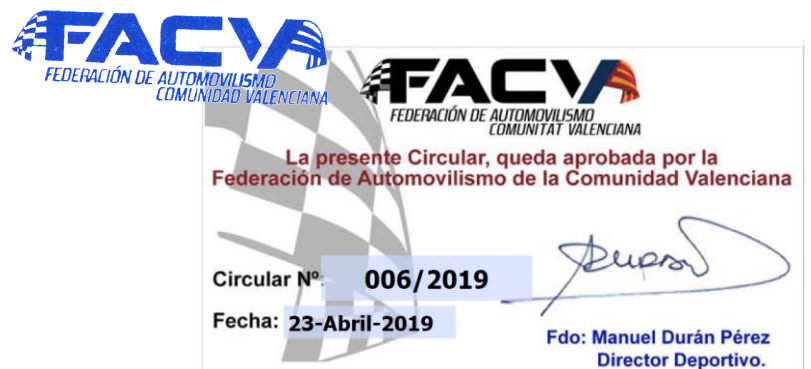 FACV
FEDERACIÓN DE AUTOMOVILISMO
COMUNIDAD VALENCIANA
FACV
FEDERACIÓN DE AUTOMOVILISMO
COMUNITAT VALENCIANA
La presente Circular, queda aprobada por la
Federación de Automovilismo de la Comunidad Valenciana
Circular Nº: 006/2019
Fecha: 23-Abril-2019
Fdo: Manuel Durán Pérez
Director Deportivo.